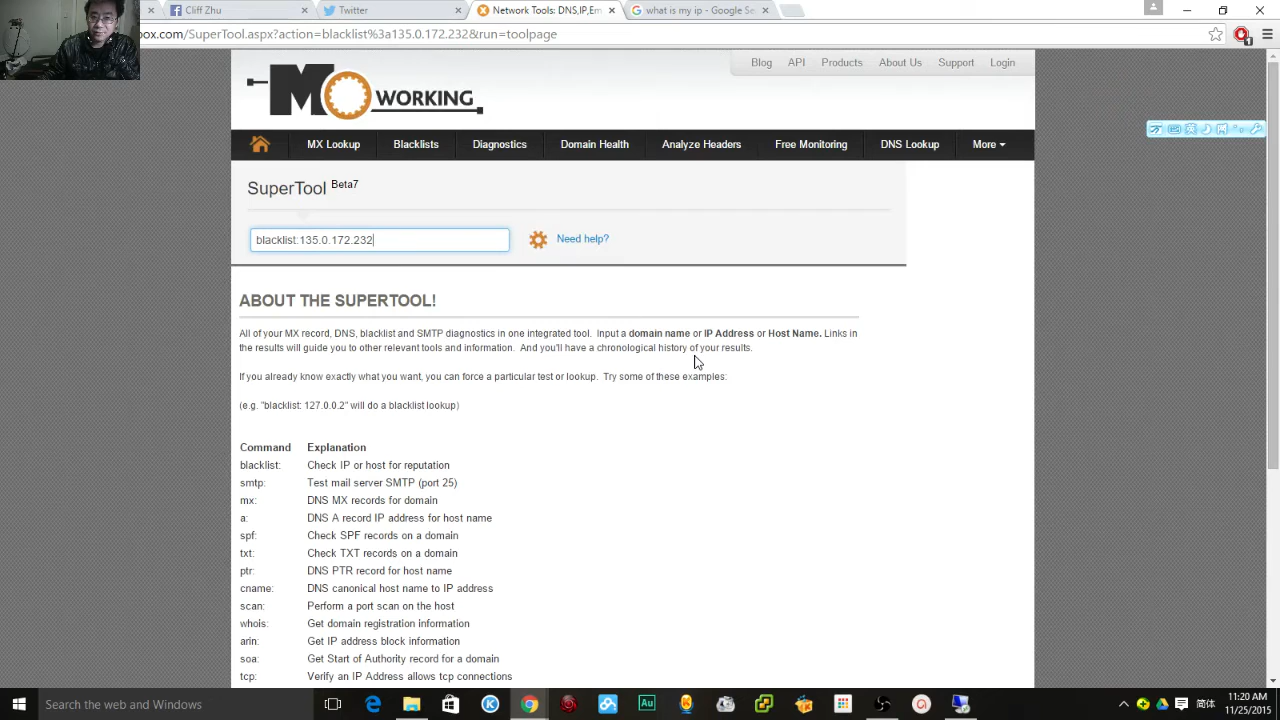 Cliff Zhu
Twitter
Network Tools: DNS,IP,Em
what is my ip - Google Se
box.com/SuperTool.aspx?action=blacklist%3a135.0.172.232&run=toolpage
Blog API Products About Us Support Login
WORKING
MX Lookup Blacklists Diagnostics Domain Health Analyze Headers Free Monitoring DNS Lookup More
SuperTool Beta7
blacklist:135.0.172.232
Need help?
ABOUT THE SUPERTOOL!
All of your MX record, DNS, blacklist and SMTP diagnostics in one integrated tool. Input a domain name or IP Address or Host Name. Links in
the results will guide you to other relevant tools and information. And you'll have a chronological history of your results.
If you already know exactly what you want, you can force a particular test or lookup. Try some of these examples:
(e.g. "blacklist: 127.0.0.2" will do a blacklist lookup)
Command Explanation
blacklist: Check IP or host for reputation
smtp: Test mail server SMTP (port 25)
mx: DNS MX records for domain
a: DNS A record IP address for host name
spf: Check SPF records on a domain
txt: Check TXT records on a domain
ptr: DNS PTR record for host name
cname: DNS canonical host name to IP address
scan: Perform a port scan on the host
whois: Get domain registration information
arin: Get IP address block information
soa: Get Start of Authority record for a domain
tcp: Verify an IP Address allows tcp connections
Search the web and Windows
Au
简体
11:20 AM
11/25/2015